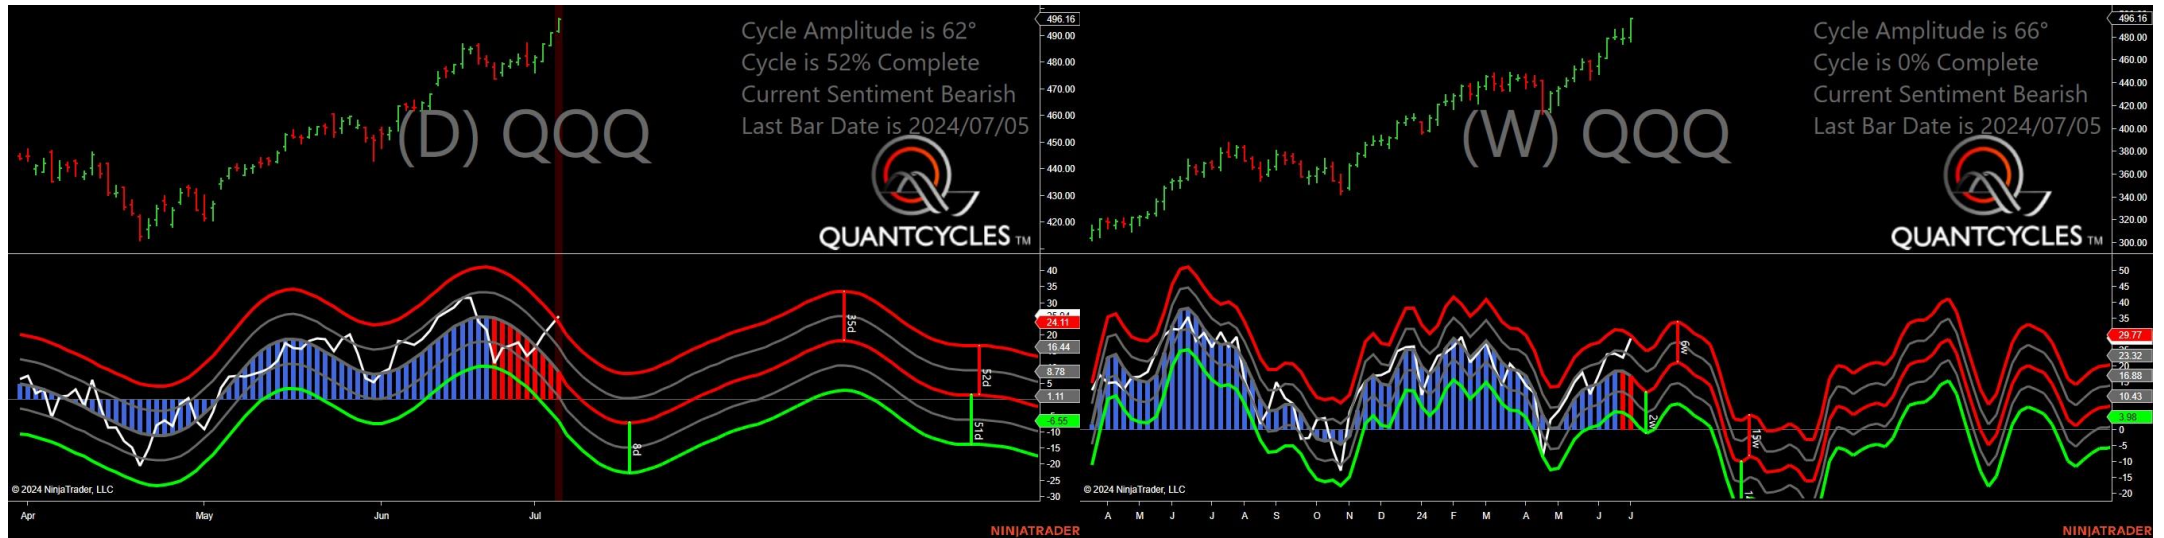 Cycle Amplitude is 62°
Cycle is 52% Complete
Current Sentiment Bearish
Last Bar Date is 2024/07/05
(D) QQQ
QUANTCYCLES TM
496.16
490.00
480.00
470.00
460.00
450.00
440.00
430.00
420.00
40
35
30
24.11
20
16.44
8.78
5
1.11
-6.55
-10
-15
-20
-25
-30
35d
52d
51d
8d
© 2024 NinjaTrader, LLC
Apr May Jun Jul
NINJATRADER
Cycle Amplitude is 66°
Cycle is 0% Complete
Current Sentiment Bearish
Last Bar Date is 2024/07/05
(W) QQQ
QUANTCYCLES TM
496.16
480.00
460.00
440.00
420.00
400.00
380.00
360.00
340.00
320.00
300.00
50
45
40
35
29.77
23.32
20
16.88
10.43
3.98
0
-5
-10
-15
-20
6w
2w
15w
© 2024 NinjaTrader, LLC
A M J J A S O N D 24 F M A M J J
NINJATRADER